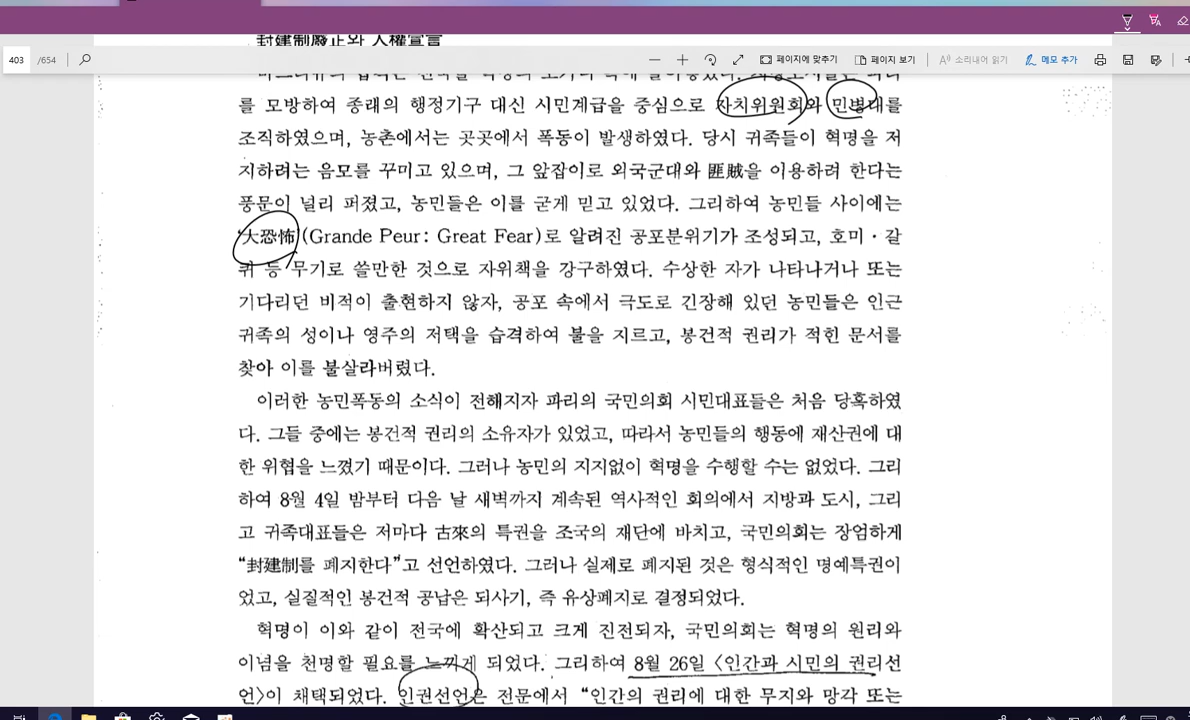 403 /654 페이지에 맞추기 페이지 보기 소리내어 읽기 메모 추가
封建制廢止와 人權宣言
를 모방하여 종래의 행정기구 대신 시민계급을 중심으로 자치위원회와 민병대를
조직하였으며, 농촌에서는 곳곳에서 폭동이 발생하였다. 당시 귀족들이 혁명을 저
지하려는 음모를 꾸미고 있으며, 그 앞잡이로 외국군대와 匪賊을 이용하려 한다는
풍문이 널리 퍼졌고, 농민들은 이를 굳게 믿고 있었다. 그리하여 농민들 사이에는
'大恐怖'(Grande Peur: Great Fear)로 알려진 공포분위기가 조성되고, 호미·갈
퀴 등 무기로 쓸만한 것으로 자위책을 강구하였다. 수상한 자가 나타나거나 또는
기다리던 비적이 출현하지 않자, 공포 속에서 극도로 긴장해 있던 농민들은 인근
귀족의 성이나 영주의 저택을 습격하여 불을 지르고, 봉건적 권리가 적힌 문서를
찾아 이를 불살라버렸다.
이러한 농민폭동의 소식이 전해지자 파리의 국민의회 시민대표들은 처음 당혹하였
다. 그들 중에는 봉건적 권리의 소유자가 있었고, 따라서 농민들의 행동에 재산권에 대
한 위협을 느꼈기 때문이다. 그러나 농민의 지지없이 혁명을 수행할 수는 없었다. 그리
하여 8월 4일 밤부터 다음 날 새벽까지 계속된 역사적인 회의에서 지방과 도시, 그리
고 귀족대표들은 저마다 古來의 특권을 조국의 재단에 바치고, 국민의회는 장엄하게
“封建制를 폐지한다”고 선언하였다. 그러나 실제로 폐지된 것은 형식적인 명예특권이
었고, 실질적인 봉건적 공납은 되사기, 즉 유상폐지로 결정되었다.
혁명이 이와 같이 전국에 확산되고 크게 진전되자, 국민의회는 혁명의 원리와
이념을 천명할 필요를 느끼게 되었다. 그리하여 8월 26일 〈인간과 시민의 권리선
언〉이 채택되었다. 인권선언은 전문에서 “인간의 권리에 대한 무지와 망각 또는